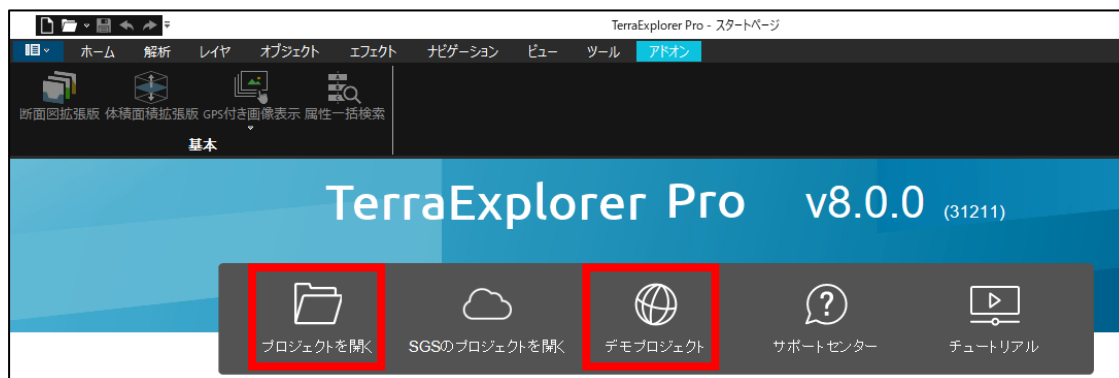 TerraExplorer Pro - スタートページ
ホーム 解析 レイヤ オブジェクト エフェクト ナビゲーション ビュー ツール アドオン
断面図拡張版 体積面積拡張版 GPS付き画像表示 属性一括検索
基本
TerraExplorer Pro v8.0.0 (31211)
プロジェクトを開く SGSのプロジェクトを開く デモプロジェクト サポートセンター チュートリアル